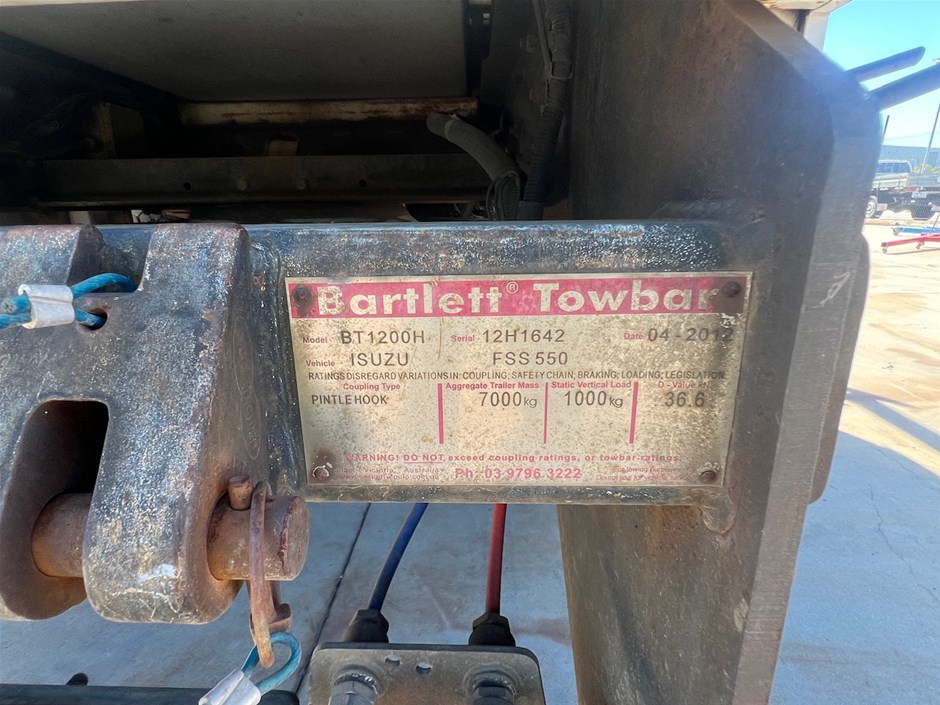 Bartlett® Towbar
Model BT1200H Serial 12H1642 Date 04-2012
Vehicle ISUZU FSS 550
RATINGS DISREGARD VARIATIONS IN: COUPLING, SAFETY CHAIN, BRAKING, LOADING, LEGISLATION
Coupling Type Aggregate Trailer Mass Static Vertical Load D - Value kN
PINTLE HOOK 7000kg 1000kg 36.6
WARNING! DO NOT exceed coupling ratings, or towbar ratings.
Victoria, Australia Ph: 03 9796 3222